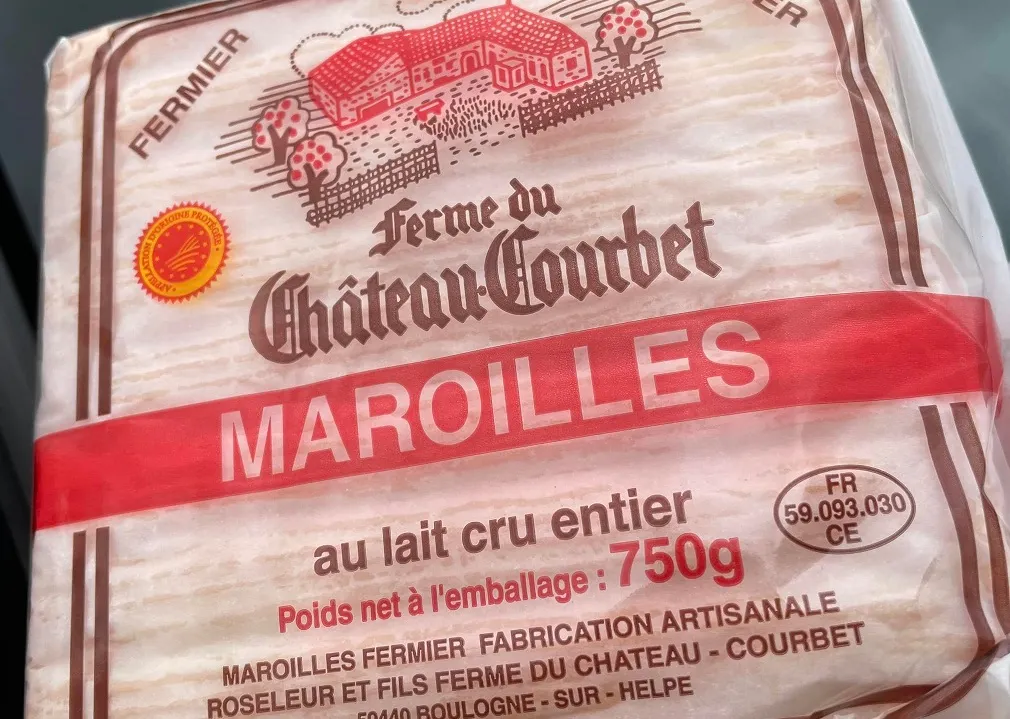 FERMIER
ER
APPELLATION D'ORIGINE PROTÉGÉE
Ferme du
Château-Courbet
MAROILLES
au lait cru entier
FR
59.093.030
CE
Poids net à l'emballage : 750g
MAROILLES FERMIER FABRICATION ARTISANALE
ROSELEUR ET FILS FERME DU CHATEAU - COURBET
59440 BOULOGNE - SUR - HELPE